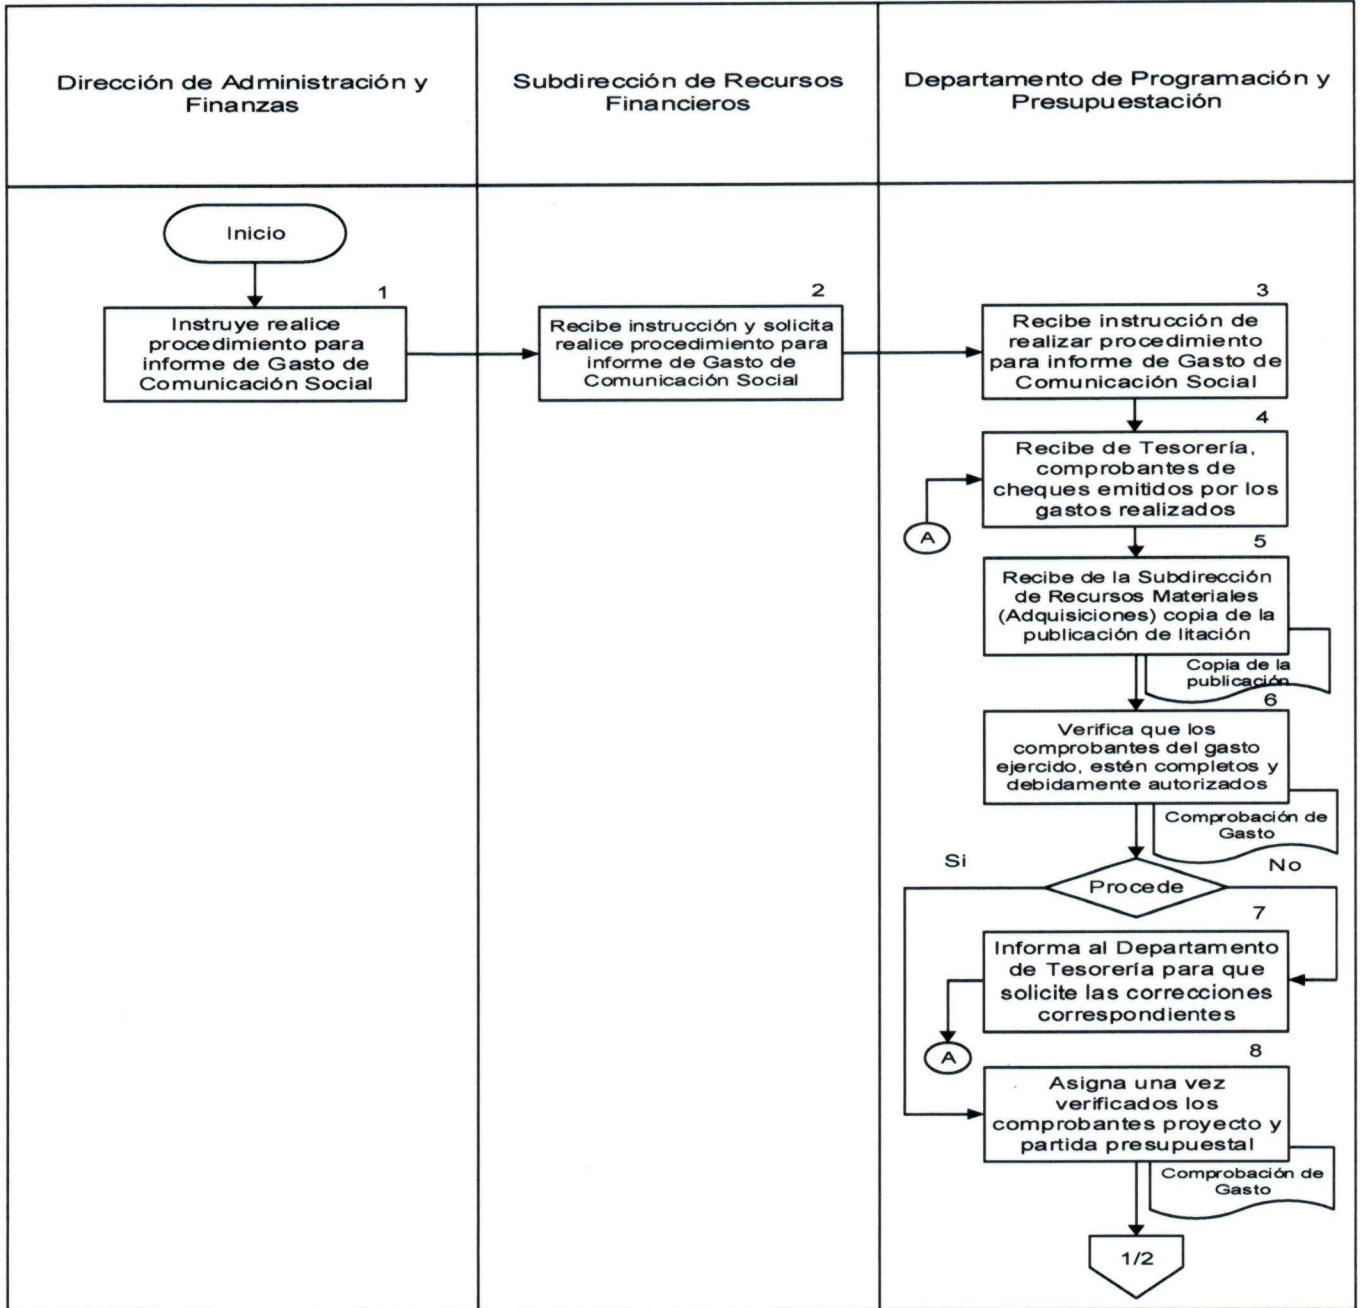 Dirección de Administración y
Finanzas
Subdirección de Recursos
Financieros
Departamento de Programación y
Presupuestación
Inicio
1
Instruye realice
procedimiento para
informe de Gasto de
Comunicación Social
2
Recibe instrucción y solicita
realice procedimiento para
informe de Gasto de
Comunicación Social
3
Recibe instrucción de
realizar procedimiento
para informe de Gasto de
Comunicación Social
4
Recibe de Tesorería,
comprobantes de
cheques emitidos por los
gastos realizados
A
5
Recibe de la Subdirección
de Recursos Materiales
(Adquisiciones) copia de la
publicación de litación
Copia de la
publicación
6
Verifica que los
comprobantes del gasto
ejercido, estén completos y
debidamente autorizados
Comprobación de
Gasto
Si
No
Procede
7
Informa al Departamento
de Tesorería para que
solicite las correcciones
correspondientes
A
8
Asigna una vez
verificados los
comprobantes proyecto y
partida presupuestal
Comprobación de
Gasto
1/2